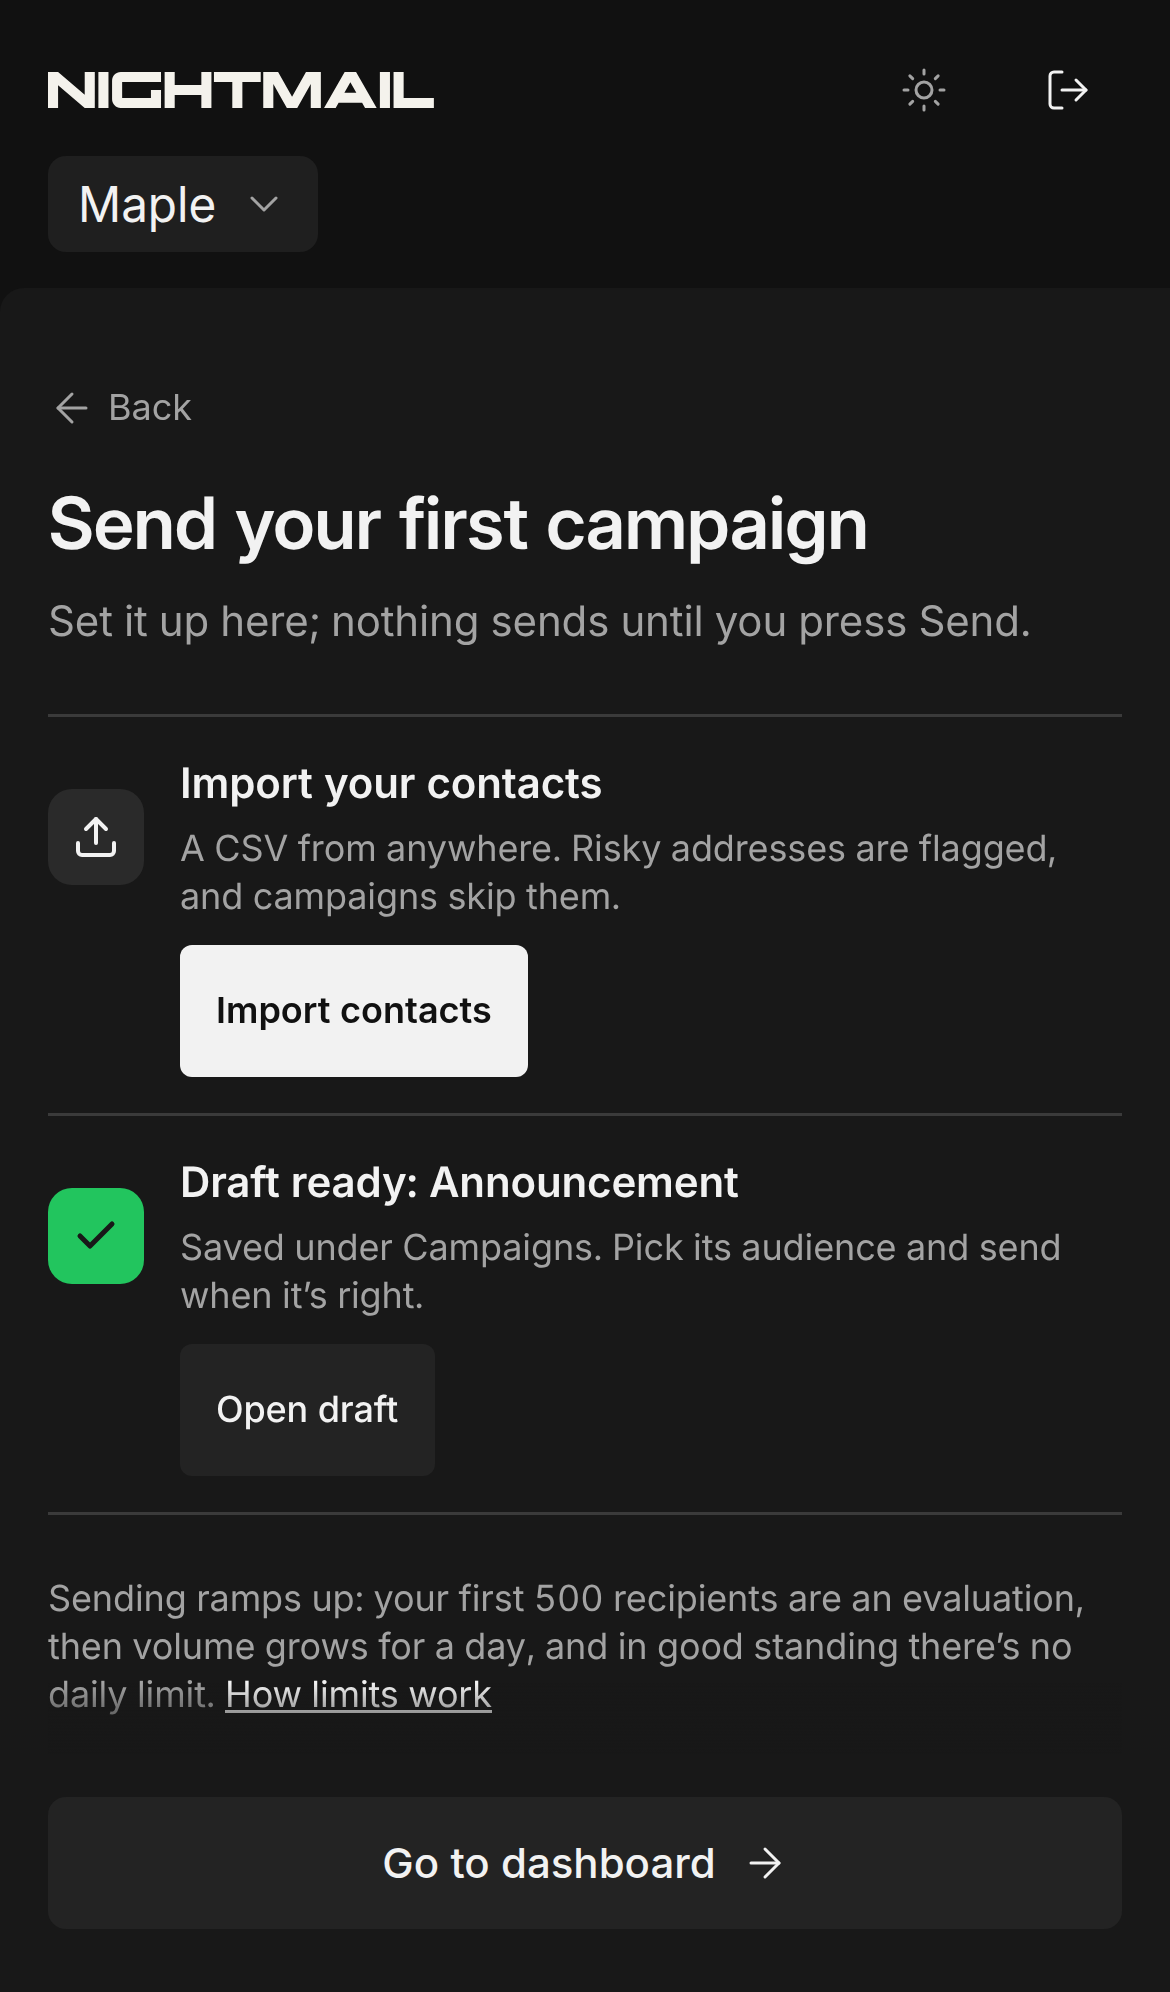 NIGHTMAIL
Maple
Back
Send your first campaign
Set it up here; nothing sends until you press Send.
Import your contacts
A CSV from anywhere. Risky addresses are flagged,
and campaigns skip them.
Import contacts
Draft ready: Announcement
Saved under Campaigns. Pick its audience and send
when it’s right.
Open draft
Sending ramps up: your first 500 recipients are an evaluation,
then volume grows for a day, and in good standing there’s no
daily limit. How limits work
Go to dashboard